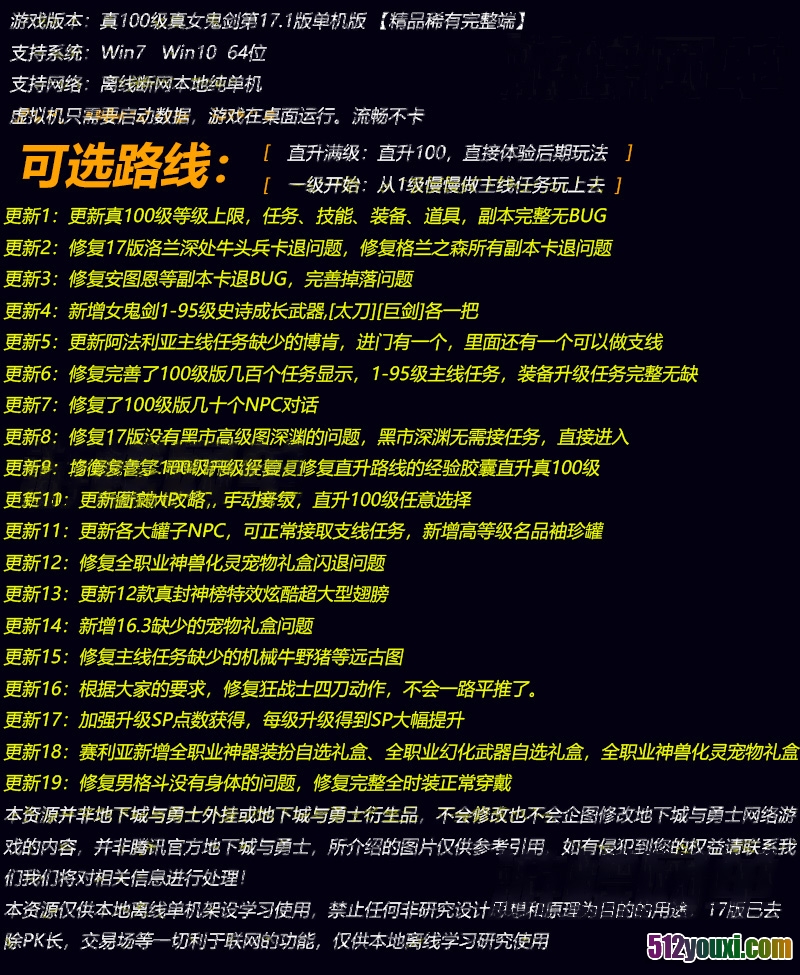 游戏版本：真100级真女鬼剑第17.1版单机版 【精品稀有完整端】
支持系统：Win7 Win10 64位
支持网络：离线断网本地纯单机
虚拟机只需要启动数据，游戏在桌面运行。流畅不卡
可选路线：
[ 直升满级：直升100，直接体验后期玩法 ]
[ 一级开始：从1级慢慢做主线任务玩上去 ]
更新1：更新真100级等级上限，任务、技能、装备、道具，副本完整无BUG
更新2：修复17版洛兰深处牛头兵卡退问题，修复格兰之森所有副本卡退问题
更新3：修复安图恩等副本卡退BUG，完善掉落问题
更新4：新增女鬼剑1-95级史诗成长武器,[太刀][巨剑]各一把
更新5：更新阿法利亚主线任务缺少的博肯，进门有一个，里面还有一个可以做支线
更新6：修复完善了100级版几百个任务显示，1-95级主线任务，装备升级任务完整无缺
更新7：修复了100级版几十个NPC对话
更新8：修复17版没有黑市高级图深渊的问题，黑市深渊无需接任务，直接进入
更新9：修复直升路线的经验胶囊直升真100级
更新10：更新攻略，手动接级，直升100级任意选择
更新11：更新各大罐子NPC，可正常接取支线任务，新增高等级名品袖珍罐
更新12：修复全职业神兽化灵宠物礼盒闪退问题
更新13：更新12款真封神榜特效炫酷超大型翅膀
更新14：新增16.3缺少的宠物礼盒问题
更新15：修复主线任务缺少的机械牛野猪等远古图
更新16：根据大家的要求，修复狂战士四刀动作，不会一路平推了。
更新17：加强升级SP点数获得，每级升级得到SP大幅提升
更新18：赛利亚新增全职业神器装扮自选礼盒、全职业幻化武器自选礼盒，全职业神兽化灵宠物礼盒
更新19：修复男格斗没有身体的问题，修复完整全时装正常穿戴
本资源并非地下城与勇士外挂或地下城与勇士衍生品，不会修改也不会企图修改地下城与勇士网络游
戏的内容，并非腾讯官方地下城与勇士，所介绍的图片仅供参考引用，如有侵犯到您的权益请联系我
们我们将对相关信息进行处理！
本资源仅供本地离线单机架设学习使用，禁止任何非研究设计思想和原理为目的的用途 17版已去
除PK长，交易场等一切利于联网的功能，仅供本地离线学习研究使用
512youxi.com